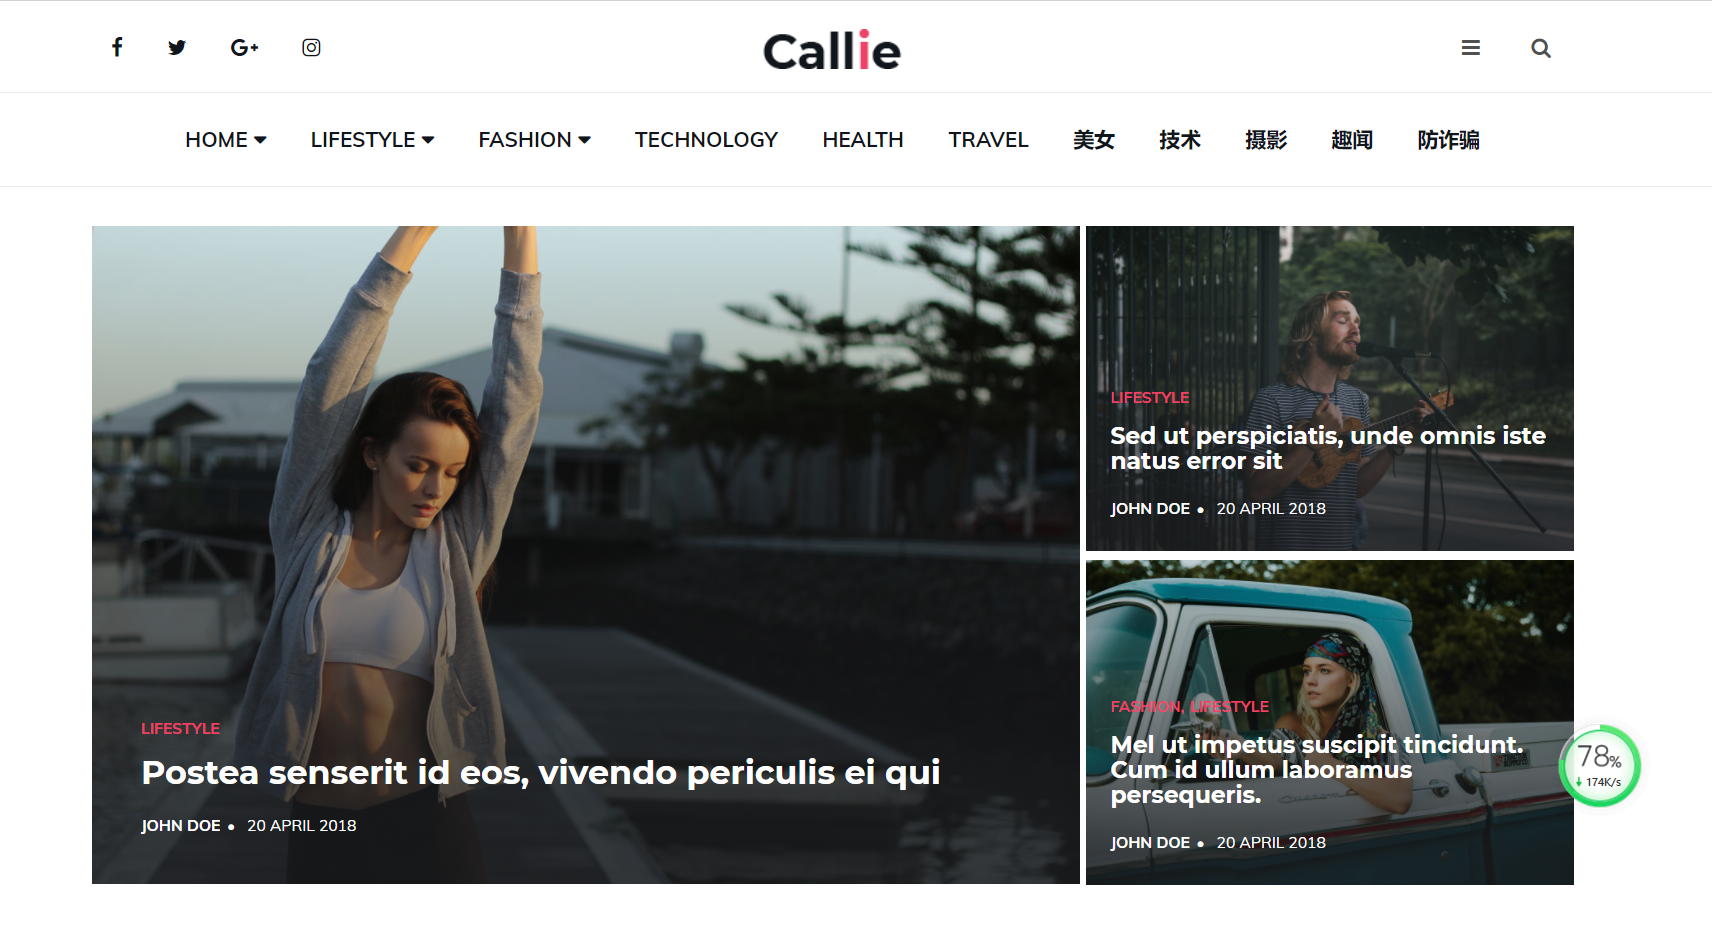 Callie
HOME LIFESTYLE FASHION TECHNOLOGY HEALTH TRAVEL 美女 技术 摄影 趣闻 防诈骗
LIFESTYLE
Postea senserit id eos, vivendo periculis ei qui
JOHN DOE • 20 APRIL 2018
LIFESTYLE
Sed ut perspiciatis, unde omnis iste
natus error sit
JOHN DOE • 20 APRIL 2018
FASHION, LIFESTYLE
Mel ut impetus suscipit tincidunt.
Cum id ullum laboramus
persequeris.
JOHN DOE • 20 APRIL 2018
78%
↓ 174K/s